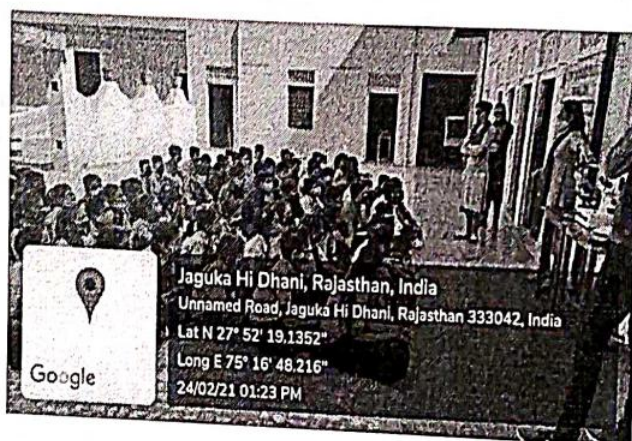 Jaguka Hi Dhani, Rajasthan, India
Unnamed Road, Jaguka Hi Dhani, Rajasthan 333042, India
Lat N 27° 52' 19.1352"
Long E 75° 16' 48.216"
24/02/21 01:23 PM
Google